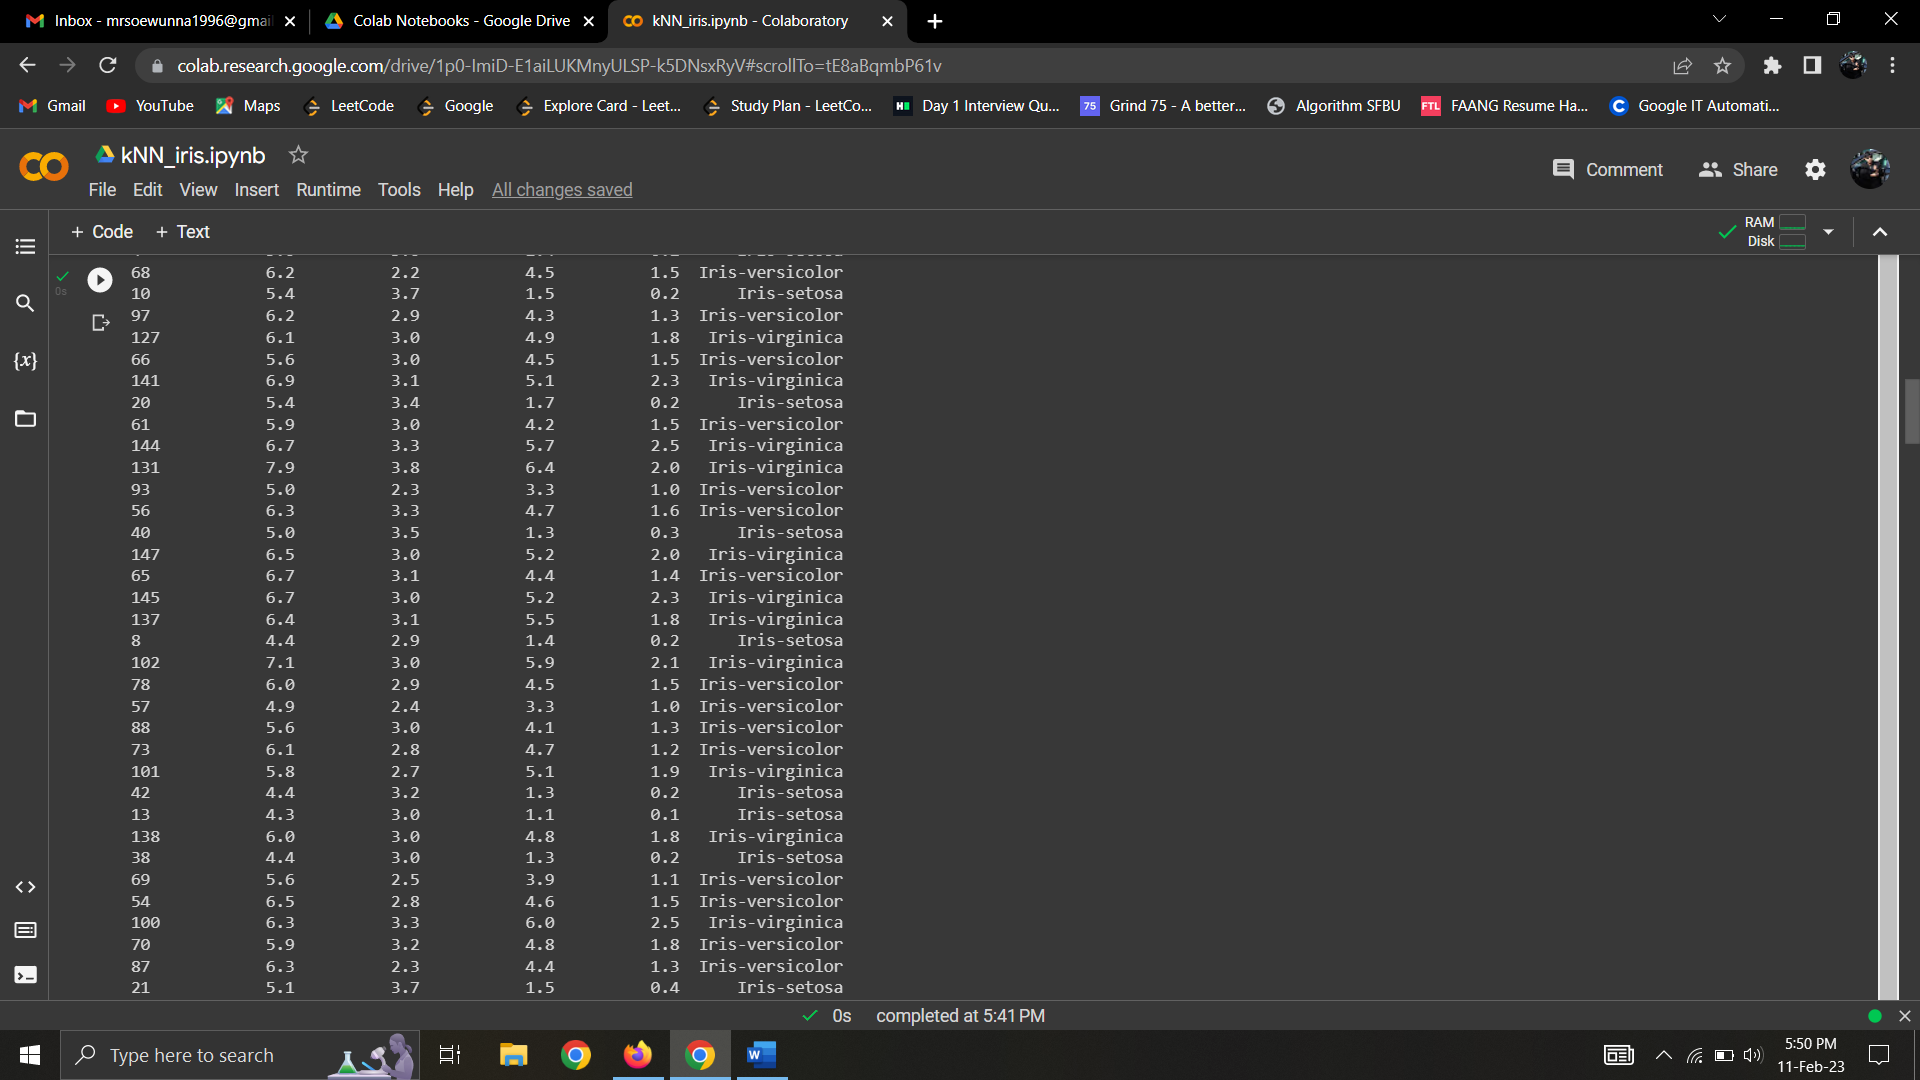 Inbox - mrsoewunna1996@gmai
Colab Notebooks - Google Drive
kNN_iris.ipynb - Colaboratory
colab.research.google.com/drive/1p0-ImiD-E1aiLUKMnyULSP-k5DNsxRyV#scrollTo=tE8aBqmbP61v
Gmail YouTube Maps LeetCode Google Explore Card - Leet... Study Plan - LeetCo... Day 1 Interview Qu... Grind 75 - A better... Algorithm SFBU FAANG Resume Ha... Google IT Automati...
kNN_iris.ipynb
Comment Share
File Edit View Insert Runtime Tools Help All changes saved
+ Code + Text
RAM
Disk
68 6.2 2.2 4.5 1.5 Iris-versicolor
0s
10 5.4 3.7 1.5 0.2 Iris-setosa
97 6.2 2.9 4.3 1.3 Iris-versicolor
127 6.1 3.0 4.9 1.8 Iris-virginica
66 5.6 3.0 4.5 1.5 Iris-versicolor
141 6.9 3.1 5.1 2.3 Iris-virginica
20 5.4 3.4 1.7 0.2 Iris-setosa
61 5.9 3.0 4.2 1.5 Iris-versicolor
144 6.7 3.3 5.7 2.5 Iris-virginica
131 7.9 3.8 6.4 2.0 Iris-virginica
93 5.0 2.3 3.3 1.0 Iris-versicolor
56 6.3 3.3 4.7 1.6 Iris-versicolor
40 5.0 3.5 1.3 0.3 Iris-setosa
147 6.5 3.0 5.2 2.0 Iris-virginica
65 6.7 3.1 4.4 1.4 Iris-versicolor
145 6.7 3.0 5.2 2.3 Iris-virginica
137 6.4 3.1 5.5 1.8 Iris-virginica
8 4.4 2.9 1.4 0.2 Iris-setosa
102 7.1 3.0 5.9 2.1 Iris-virginica
78 6.0 2.9 4.5 1.5 Iris-versicolor
57 4.9 2.4 3.3 1.0 Iris-versicolor
88 5.6 3.0 4.1 1.3 Iris-versicolor
73 6.1 2.8 4.7 1.2 Iris-versicolor
101 5.8 2.7 5.1 1.9 Iris-virginica
42 4.4 3.2 1.3 0.2 Iris-setosa
13 4.3 3.0 1.1 0.1 Iris-setosa
138 6.0 3.0 4.8 1.8 Iris-virginica
38 4.4 3.0 1.3 0.2 Iris-setosa
69 5.6 2.5 3.9 1.1 Iris-versicolor
54 6.5 2.8 4.6 1.5 Iris-versicolor
100 6.3 3.3 6.0 2.5 Iris-virginica
70 5.9 3.2 4.8 1.8 Iris-versicolor
87 6.3 2.3 4.4 1.3 Iris-versicolor
21 5.1 3.7 1.5 0.4 Iris-setosa
0s completed at 5:41 PM
Type here to search
5:50 PM
11-Feb-23